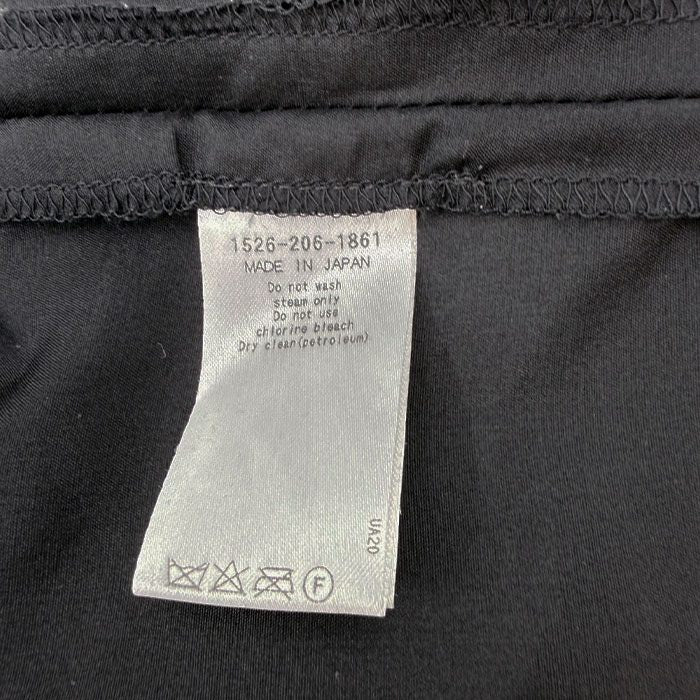 1526-206-1861
MADE IN JAPAN
Do not wash
steam only
Do not use
chlorine bleach
Dry clean(petroleum)
UA20
F